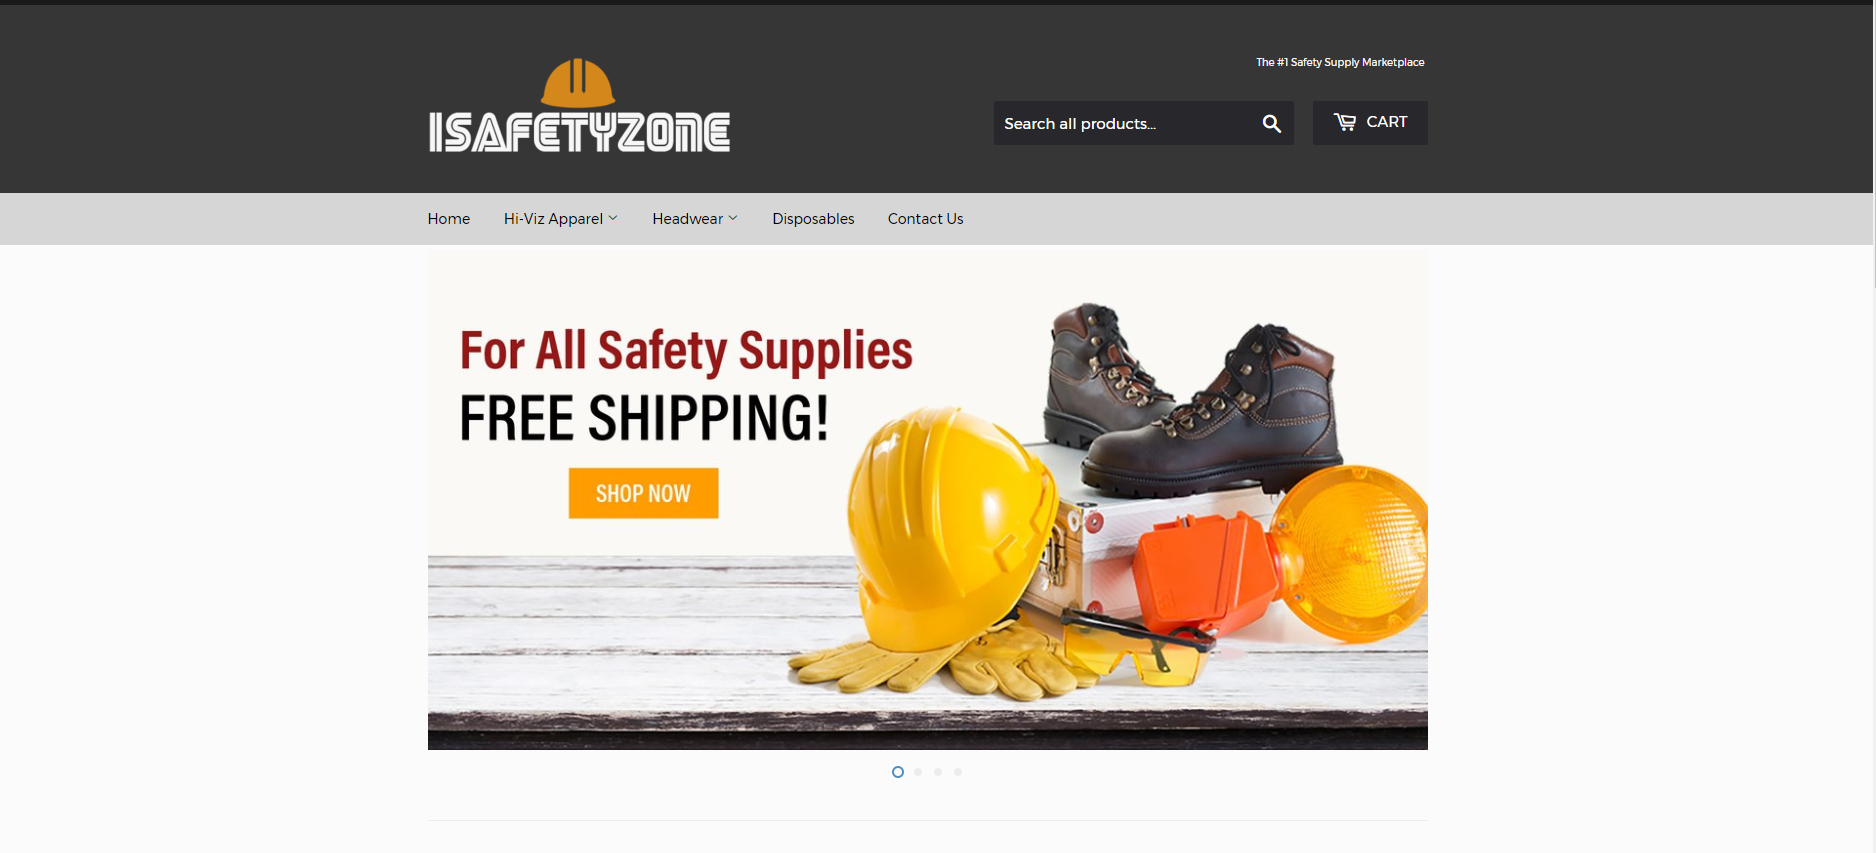 The #1 Safety Supply Marketplace
ISAFETYZONE
Search all products...
CART
Home
Hi-Viz Apparel
Headwear
Disposables
Contact Us
For All Safety Supplies
FREE SHIPPING!
SHOP NOW